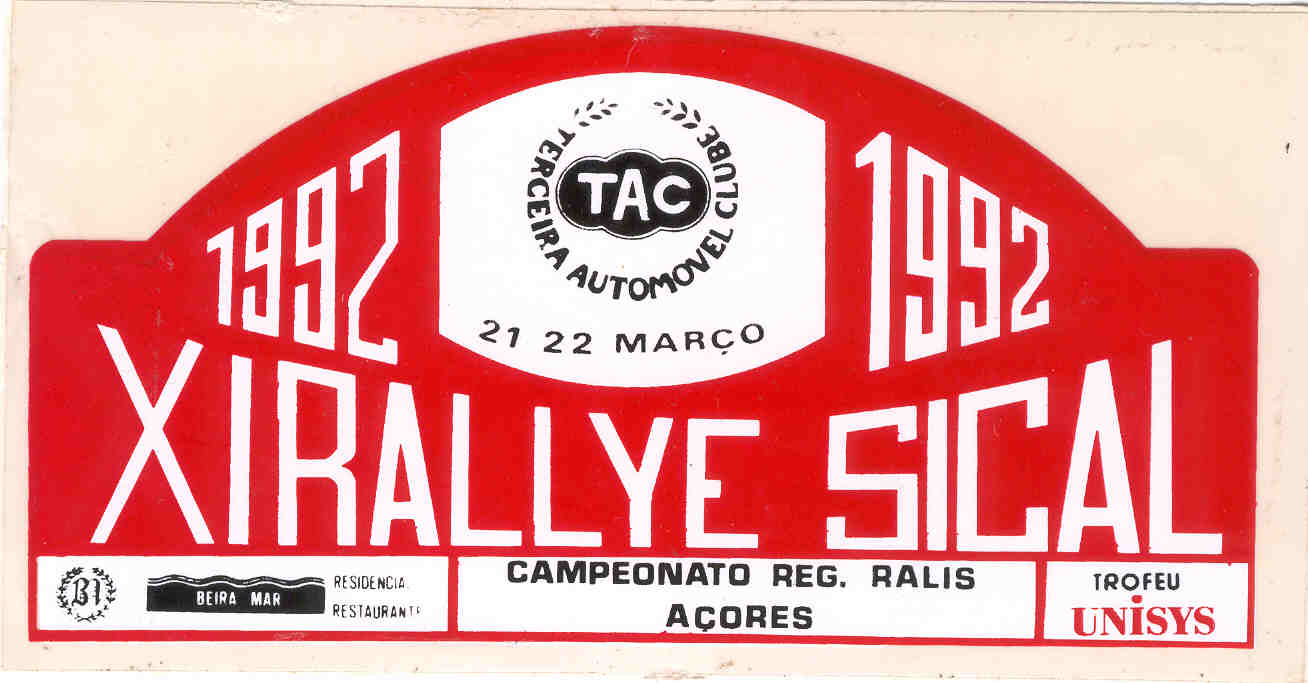 TERCEIRA AUTOMOVEL CLUBE
TAC
21 22 MARÇO
1992
1992
XI RALLYE SICAL
BEIRA MAR
RESIDENCIA
RESTAURANTE
CAMPEONATO REG. RALIS
AÇORES
TROFEU
UNiSYS